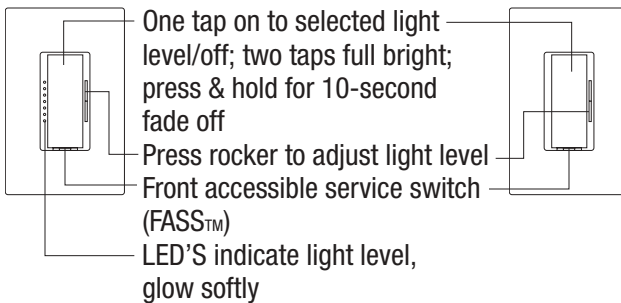 One tap on to selected light
level/off; two taps full bright;
press & hold for 10-second
fade off
Press rocker to adjust light level
Front accessible service switch
(FASS™)
LED'S indicate light level,
glow softly